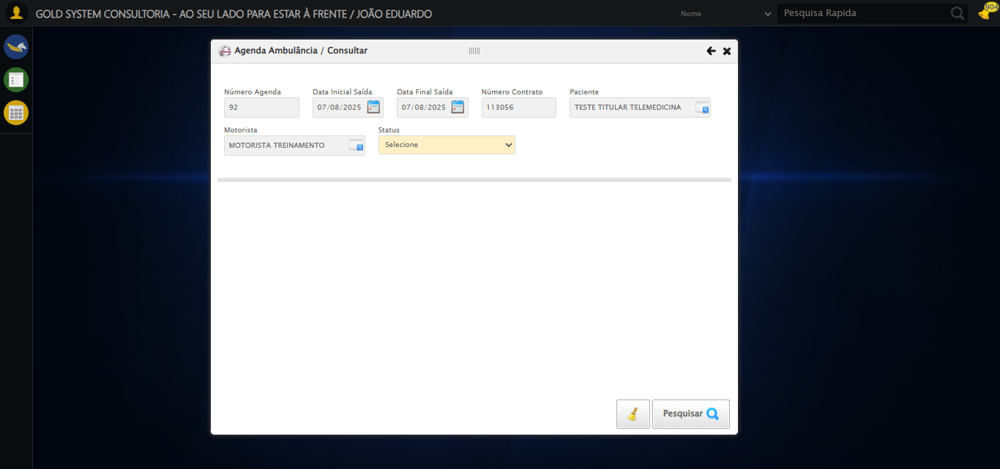 GOLD SYSTEM CONSULTORIA - AO SEU LADO PARA ESTAR À FRENTE / JOÃO EDUARDO
Nome
Pesquisa Rapida
904
Agenda Ambulância / Consultar
Número Agenda
Data Inicial Saída
Data Final Saída
Número Contrato
Paciente
92
07/08/2025
07/08/2025
113056
TESTE TITULAR TELEMEDICINA
Motorista
Status
MOTORISTA TREINAMENTO
Selecione
Pesquisar